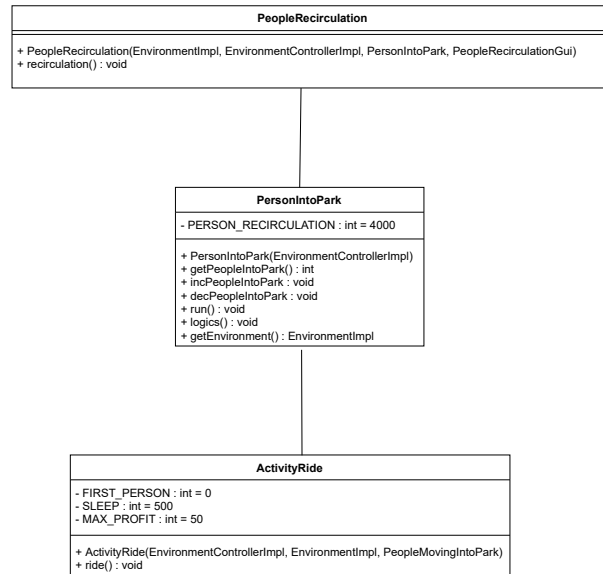 PeopleRecirculation
+ PeopleRecirculation(EnvironmentImpl, EnvironmentControllerImpl, PersonIntoPark, PeopleRecirculationGui)
+ recirculation() : void
PersonIntoPark
- PERSON_RECIRCULATION : int = 4000
+ PersonIntoPark(EnvironmentControllerImpl)
+ getPeopleIntoPark() : int
+ incPeopleIntoPark : void
+ decPeopleIntoPark : void
+ run() : void
+ logics() : void
+ getEnvironment() : EnvironmentImpl
ActivityRide
- FIRST_PERSON : int = 0
- SLEEP : int = 500
- MAX_PROFIT : int = 50
+ ActivityRide(EnvironmentControllerImpl, EnvironmentImpl, PeopleMovingIntoPark)
+ ride() : void